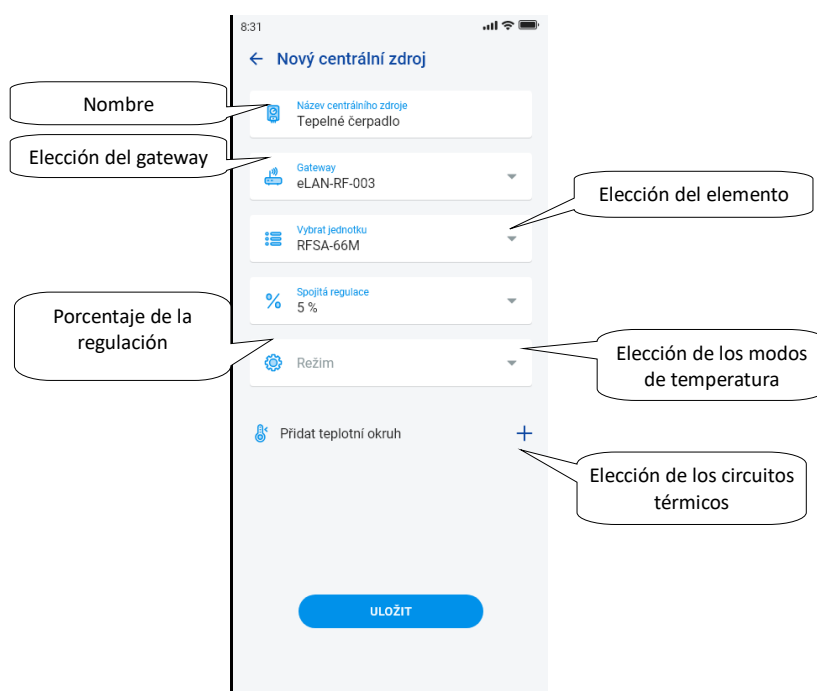 8:31
Nový centrální zdroj
Nombre
Název centrálního zdroje
Tepelné čerpadlo
Elección del gateway
Gateway
eLAN-RF-003
Elección del elemento
Vybrat jednotku
RFSA-66M
Porcentaje de la
regulación
Spojitá regulace
5 %
Režim
Elección de los modos
de temperatura
Přidat teplotní okruh
Elección de los circuitos
térmicos
ULOŽIT